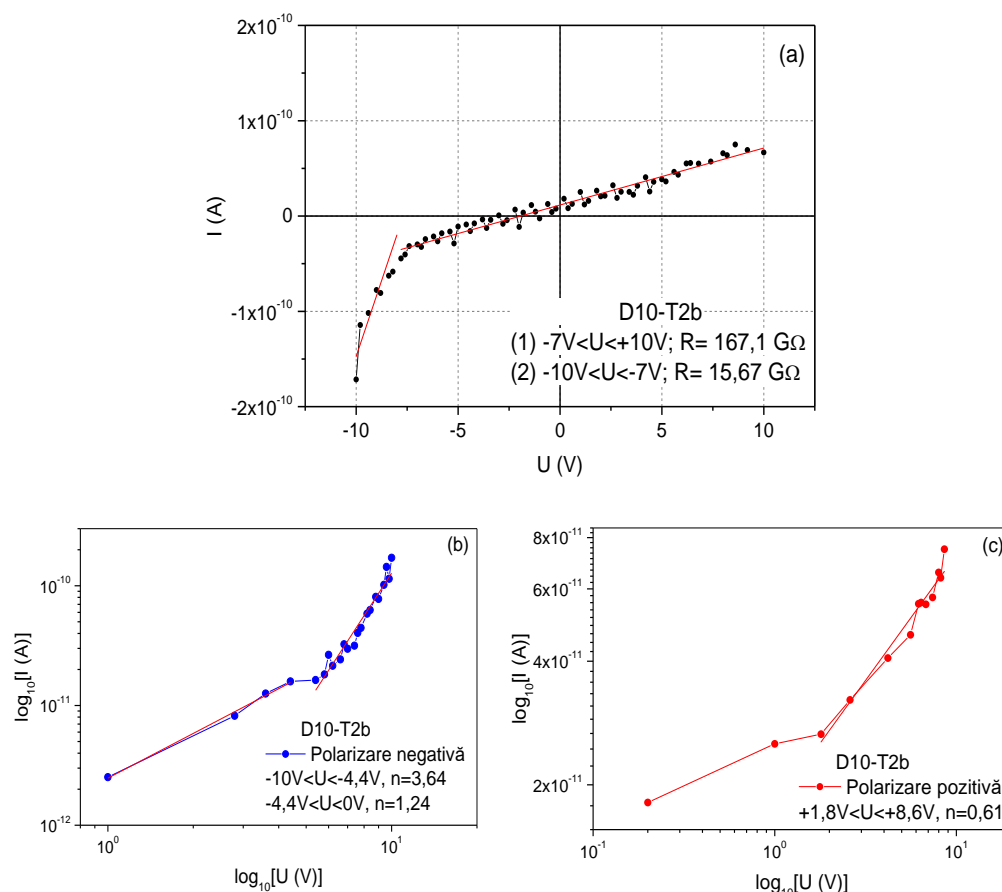 2x10⁻¹⁰
1x10⁻¹⁰
0
-1x10⁻¹⁰
-2x10⁻¹⁰
I (A)
(a)
D10-T2b
(1) -7V<U<+10V; R= 167,1 GΩ
(2) -10V<U<-7V; R= 15,67 GΩ
-10 -5 0 5 10
U (V)
(b)
10⁻¹⁰
10⁻¹¹
10⁻¹²
log₁₀[I (A)]
D10-T2b
Polarizare negativă
-10V<U<-4,4V, n=3,64
-4,4V<U<0V, n=1,24
10⁰ 10¹
log₁₀[U (V)]
(c)
8x10⁻¹¹
6x10⁻¹¹
4x10⁻¹¹
2x10⁻¹¹
log₁₀[I (A)]
D10-T2b
Polarizare pozitivă
+1,8V<U<+8,6V, n=0,61
10⁻¹ 10⁰ 10¹
log₁₀[U (V)]